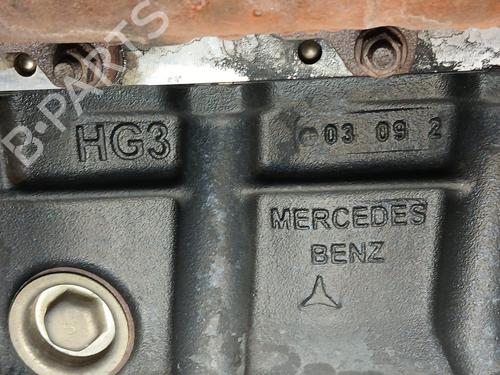 HG3
03 09 2
MERCEDES
BENZ
B-PARTS